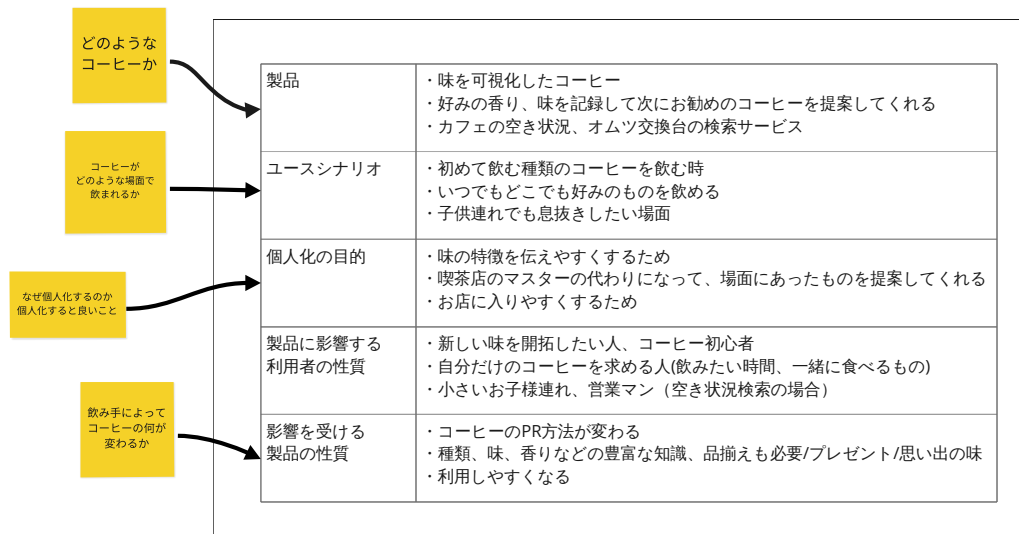 どのような
コーヒーか
製品
・味を可視化したコーヒー
・好みの香り、味を記録して次にお勧めのコーヒーを提案してくれる
・カフェの空き状況、オムツ交換台の検索サービス
コーヒーが
どのような場面で
飲まれるか
ユースシナリオ
・初めて飲む種類のコーヒーを飲む時
・いつでもどこでも好みのものを飲める
・子供連れでも息抜きしたい場面
なぜ個人化するのか
個人化すると良いこと
個人化の目的
・味の特徴を伝えやすくするため
・喫茶店のマスターの代わりになって、場面にあったものを提案してくれる
・お店に入りやすくするため
製品に影響する
利用者の性質
・新しい味を開拓したい人、コーヒー初心者
・自分だけのコーヒーを求める人(飲みたい時間、一緒に食べるもの)
・小さいお子様連れ、営業マン（空き状況検索の場合）
飲み手によって
コーヒーの何が
変わるか
影響を受ける
製品の性質
・コーヒーのPR方法が変わる
・種類、味、香りなどの豊富な知識、品揃えも必要/プレゼント/思い出の味
・利用しやすくなる